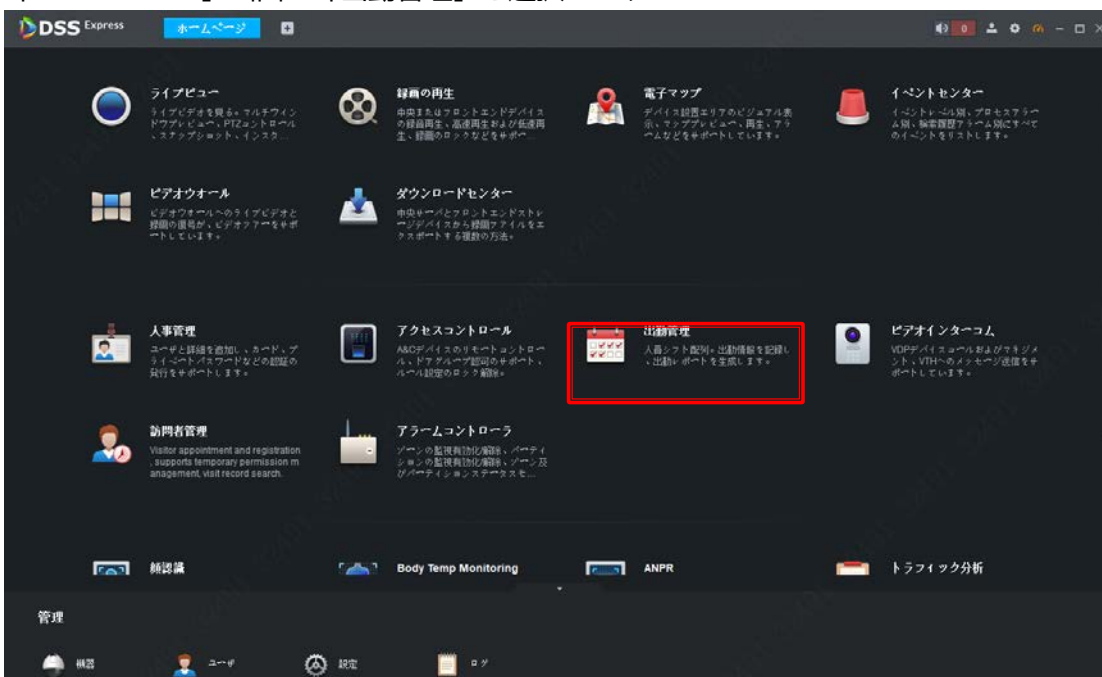 DSS Express
ホームページ
0
ライブビュー
ライブビデオを見る。マルチウィン
ドウプレビュー、PTZコントロール
、スナップショット、インスタ...
録画の再生
中央またはフロントエンドデバイス
の録画再生、高速再生および低速再
生、録画のロックなどをサポー...
電子マップ
デバイス設置エリアのビジュアル表
示、マッププレビュー、再生、アラ
ームなどをサポートしています。
イベントセンター
イベントレベル別、プロセスアラー
ム別、検索履歴アラーム別にすべて
のイベントをリストします。
ビデオウオール
ビデオウオールへのライブビデオと
録画の復号が、ビデオツアーをサポ
ートしています。
ダウンロードセンター
中央サーバとフロントエンドストレ
ージデバイスから録画ファイルをエ
クスポートする複数の方法。
人事管理
ユーザと詳細を追加し、カード、プ
ライベートパスワードなどの認証の
発行をサポートします。
アクセスコントロール
A&Cデバイスのリモートコントロー
ル、ドアグループ認可のサポート、
ルール設定のロック解除。
出勤管理
人員シフト配列。出勤情報を記録し
、出勤レポートを生成します。
ビデオインターコム
VDPデバイスコールおよびマネジメ
ント、VTHへのメッセージ送信をサ
ポートしています。
訪問者管理
Visitor appointment and registration
, supports temporary permission m
anagement, visit record search.
アラームコントローラ
ゾーンの監視有効化/解除、パーティ
ションの監視有効化/解除、ゾーン及
びパーティションステータスモ...
顔認識
Body Temp Monitoring
ANPR
トラフィック分析
管理
機器
ユーザ
設定
ログ